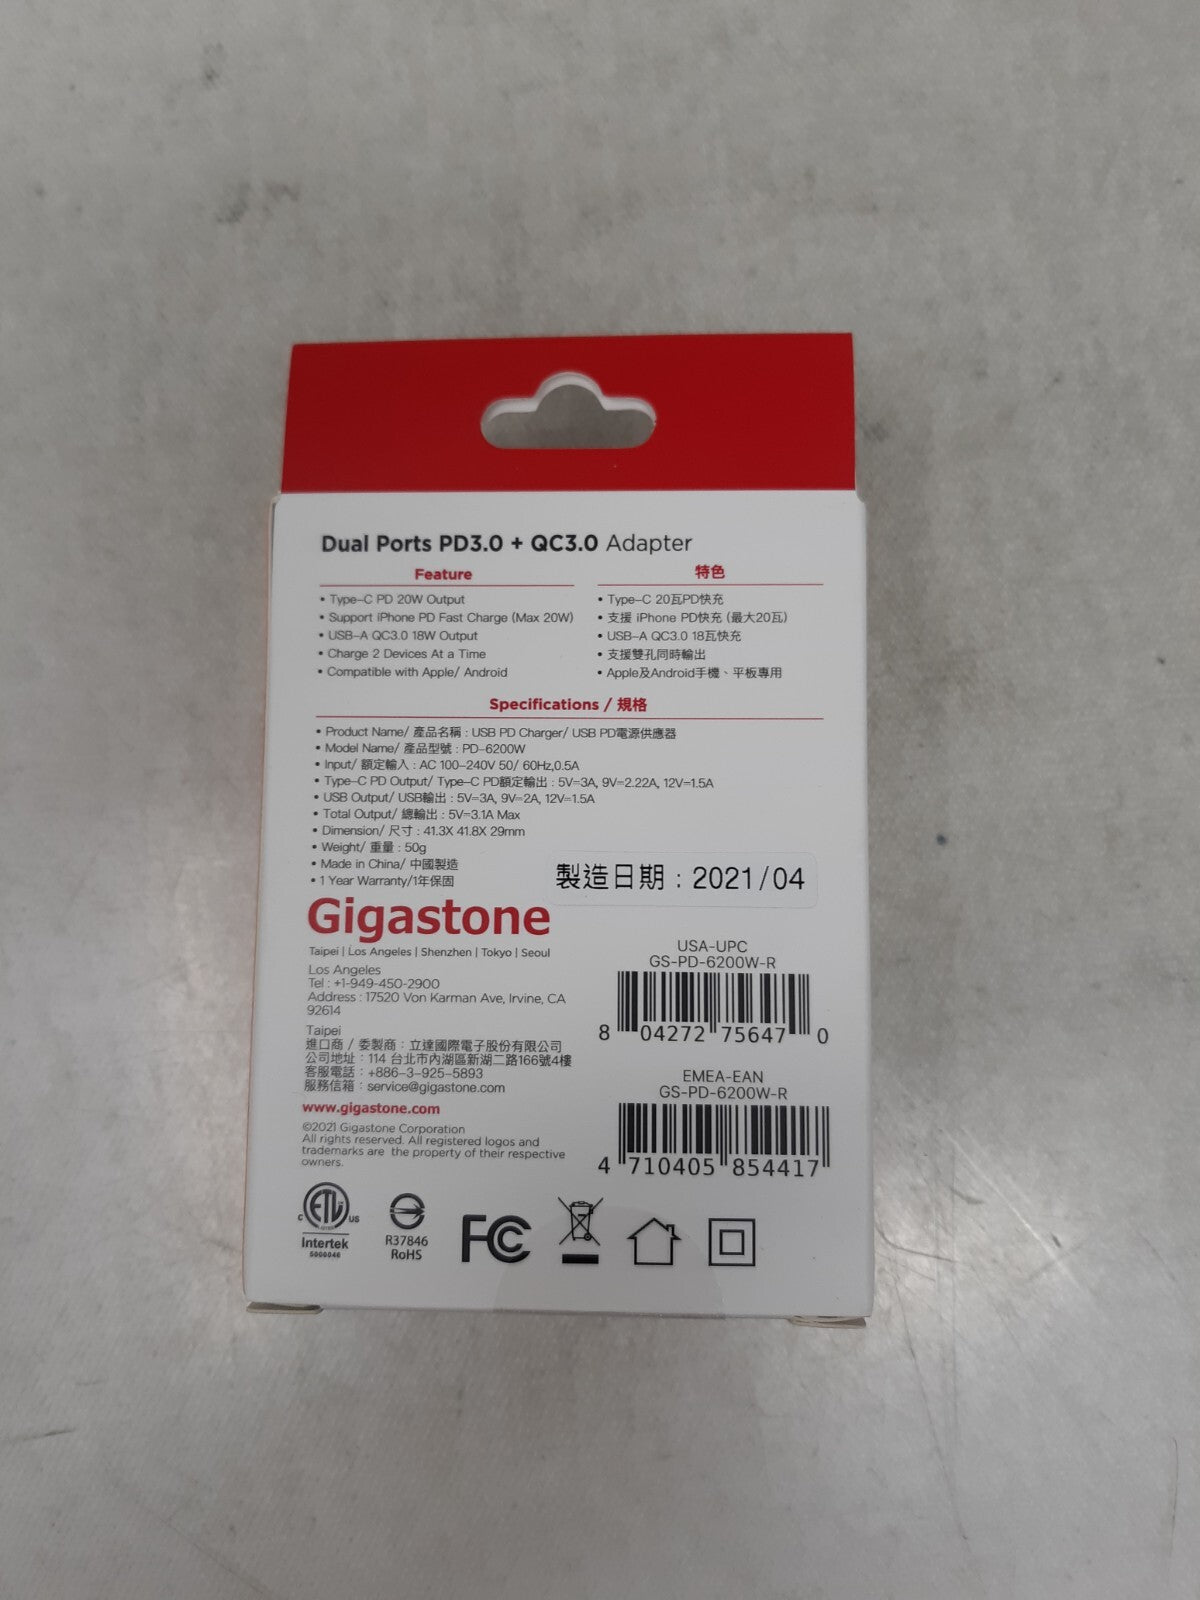 Dual Ports PD3.0 + QC3.0 Adapter
Feature
• Type-C PD 20W Output
• Support iPhone PD Fast Charge (Max 20W)
• USB-A QC3.0 18W Output
• Charge 2 Devices At a Time
• Compatible with Apple/ Android
特色
• Type-C 20瓦PD快充
• 支援 iPhone PD快充 (最大20瓦)
• USB-A QC3.0 18瓦快充
• 支援雙孔同時輸出
• Apple及Android手機、平板專用
Specifications / 規格
• Product Name/ 產品名稱 : USB PD Charger/ USB PD電源供應器
• Model Name/ 產品型號 : PD-6200W
• Input/ 額定輸入 : AC 100-240V 50/ 60Hz,0.5A
• Type-C PD Output/ Type-C PD額定輸出 : 5V=3A, 9V=2.22A, 12V=1.5A
• USB Output/ USB輸出 : 5V=3A, 9V=2A, 12V=1.5A
• Total Output/ 總輸出 : 5V=3.1A Max
• Dimension/ 尺寸 : 41.3X 41.8X 29mm
• Weight/ 重量 : 50g
• Made in China/ 中國製造
• 1 Year Warranty/1年保固
製造日期 : 2021/04
Gigastone
Taipei | Los Angeles | Shenzhen | Tokyo | Seoul
Los Angeles
Tel : +1-949-450-2900
Address : 17520 Von Karman Ave, Irvine, CA
92614
Taipei
進口商 / 委製商 : 立達國際電子股份有限公司
公司地址 : 114 台北市內湖區新湖二路166號4樓
客服電話 : +886-3-925-5893
服務信箱 : service@gigastone.com
www.gigastone.com
©2021 Gigastone Corporation
All rights reserved. All registered logos and
trademarks are the property of their respective
owners.
USA-UPC
GS-PD-6200W-R
8 04272 75647 0
EMEA-EAN
GS-PD-6200W-R
4 710405 854417
C ETL US
Intertek
5000046
R37846
RoHS
FC